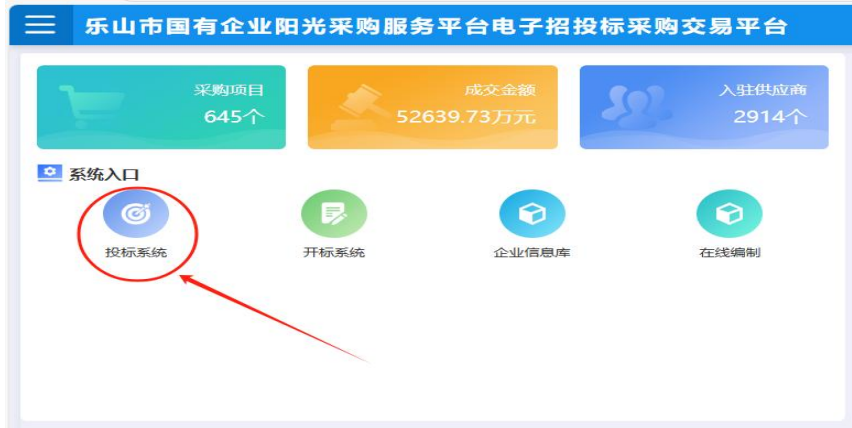 乐山市国有企业阳光采购服务平台电子招投标采购交易平台
采购项目
645个
成交金额
52639.73万元
入驻供应商
2914个
系统入口
投标系统
开标系统
企业信息库
在线编制